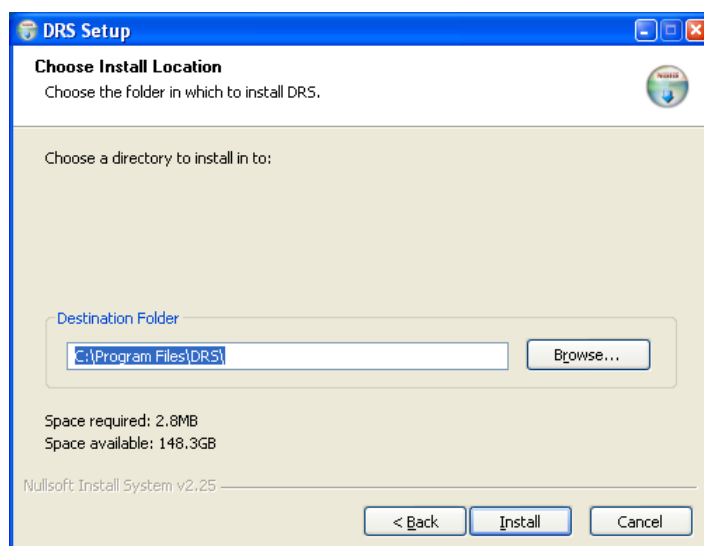 DRS Setup
Choose Install Location
Choose the folder in which to install DRS.
Choose a directory to install in to:
Destination Folder
C:\Program Files\DRS\
Browse...
Space required: 2.8MB
Space available: 148.3GB
Nullsoft Install System v2.25
< Back
Install
Cancel